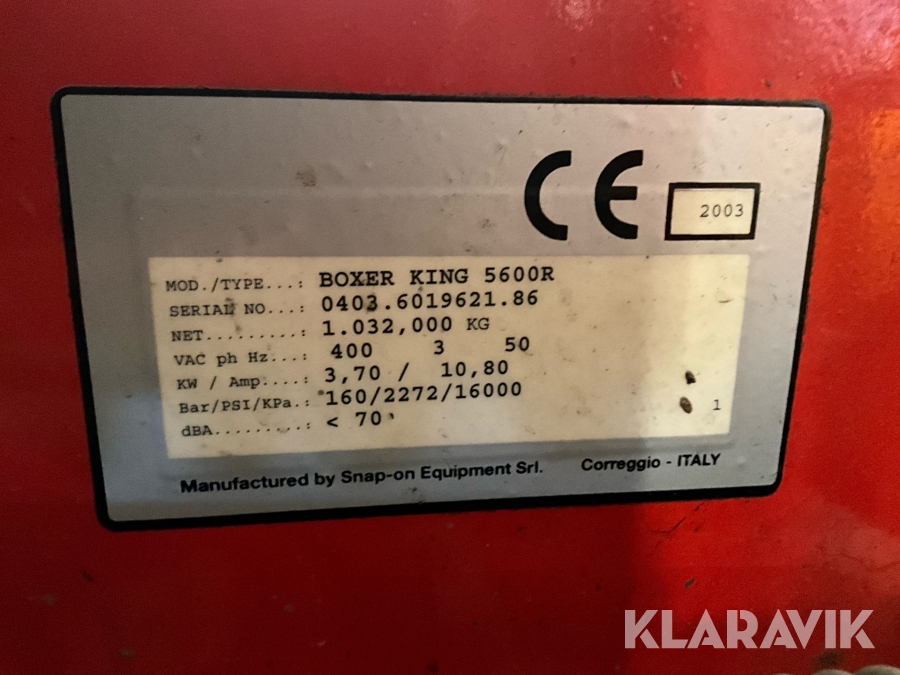 CE 2003
MOD./TYPE...: BOXER KING 5600R
SERIAL NO...: 0403.6019621.86
NET.........: 1.032,000 KG
VAC ph Hz...: 400 3 50
KW / Amp....: 3,70 / 10,80
Bar/PSI/KPa.: 160/2272/16000
dBA.........: < 70
1
Manufactured by Snap-on Equipment Srl. Correggio - ITALY
KLARAVIK